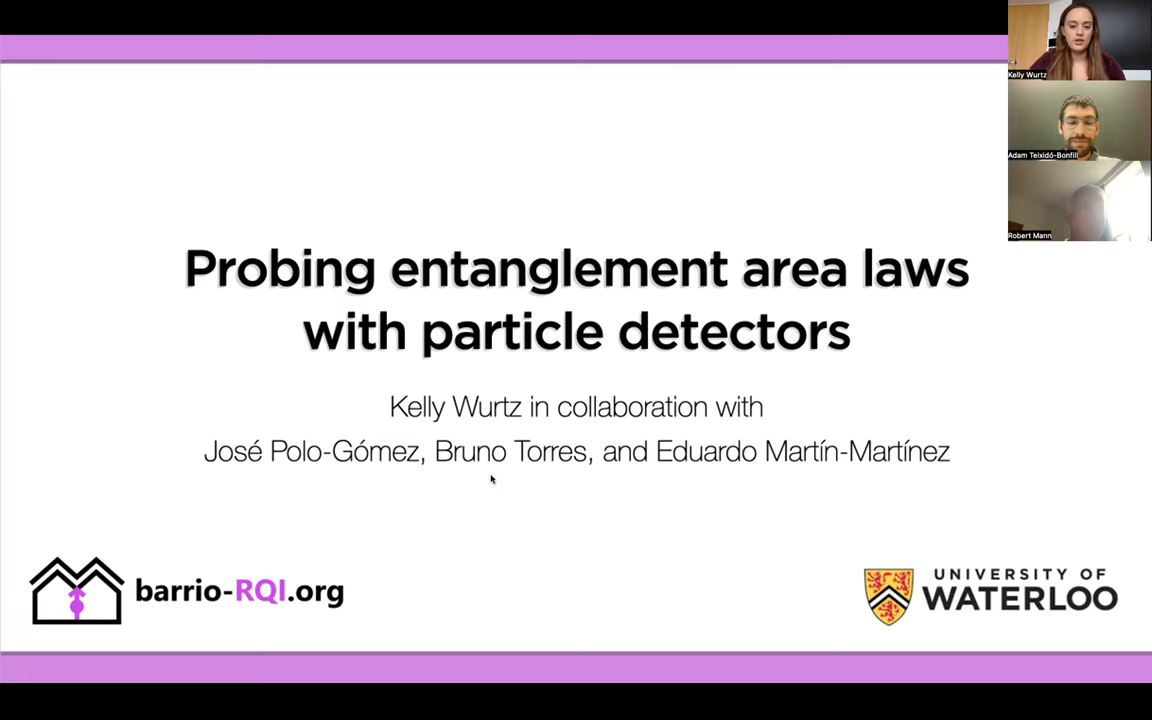 Kelly Wurtz
Adam Teixidó-Bonfill
Robert Mann
Probing entanglement area laws
with particle detectors
Kelly Wurtz in collaboration with
José Polo-Gómez, Bruno Torres, and Eduardo Martín-Martínez
barrio-RQI.org
UNIVERSITY OF
WATERLOO